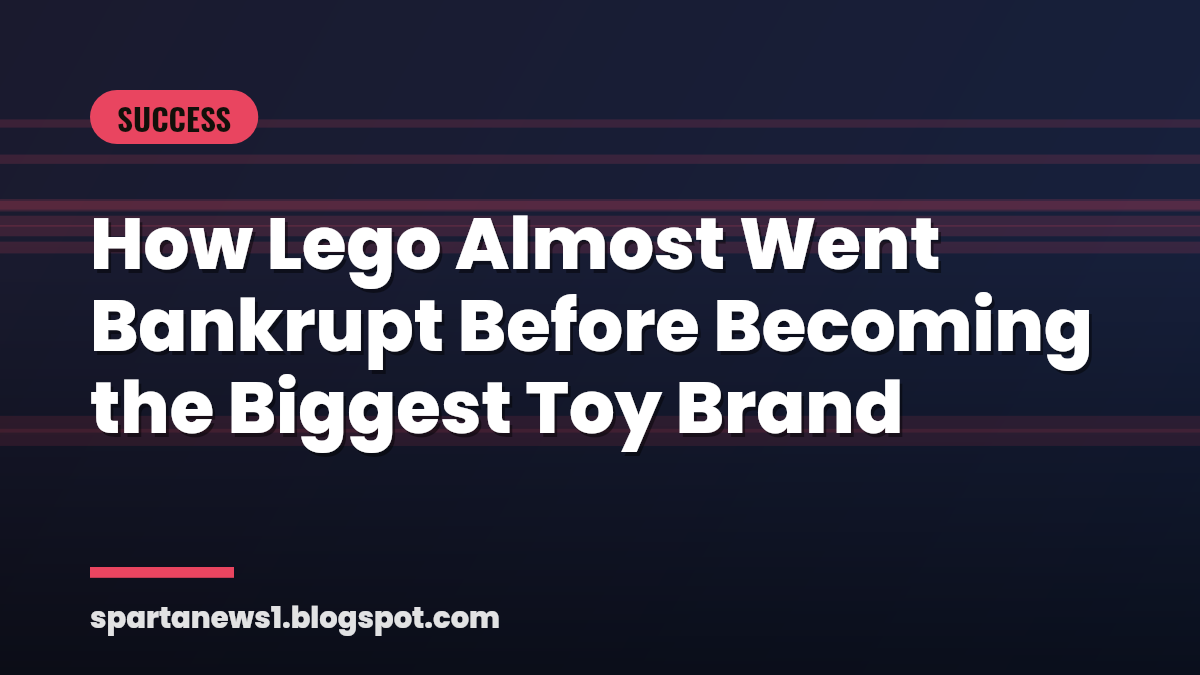 SUCCESS
How Lego Almost Went
Bankrupt Before Becoming
the Biggest Toy Brand
spartanews1.blogspot.com